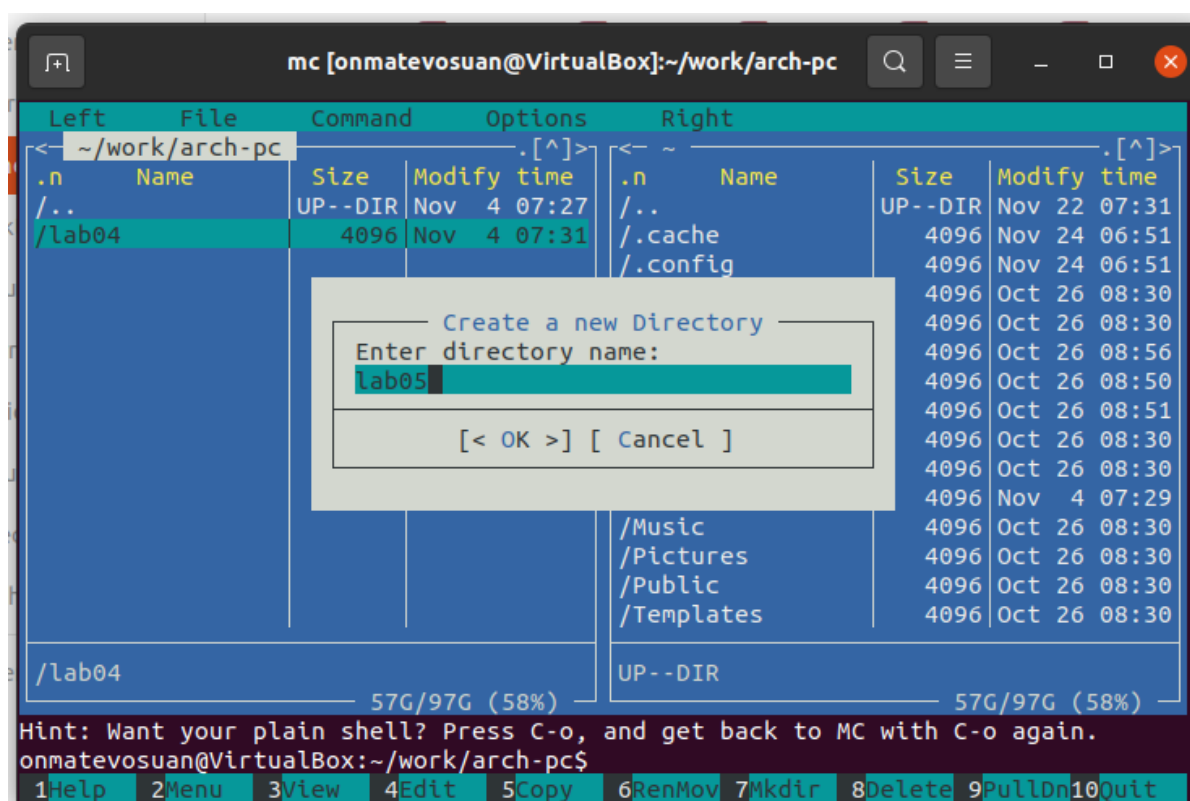 mc [onmatevosuan@VirtualBox]:~/work/arch-pc
Left File Command Options Right
<— ~/work/arch-pc —.[^]> <— ~ —.[^]>
.n Name Size Modify time .n Name Size Modify time
/.. UP--DIR Nov 4 07:27 /.. UP--DIR Nov 22 07:31
/lab04 4096 Nov 4 07:31 /.cache 4096 Nov 24 06:51
/.config 4096 Nov 24 06:51
4096 Oct 26 08:30
Create a new Directory 4096 Oct 26 08:30
Enter directory name: 4096 Oct 26 08:56
lab05 4096 Oct 26 08:50
4096 Oct 26 08:51
[< OK >] [ Cancel ] 4096 Oct 26 08:30
4096 Oct 26 08:30
4096 Nov 4 07:29
/Music 4096 Oct 26 08:30
/Pictures 4096 Oct 26 08:30
/Public 4096 Oct 26 08:30
/Templates 4096 Oct 26 08:30
/lab04 UP--DIR
57G/97G (58%) 57G/97G (58%)
Hint: Want your plain shell? Press C-o, and get back to MC with C-o again.
onmatevosuan@VirtualBox:~/work/arch-pc$
1Help 2Menu 3View 4Edit 5Copy 6RenMov 7Mkdir 8Delete 9PullDn 10Quit